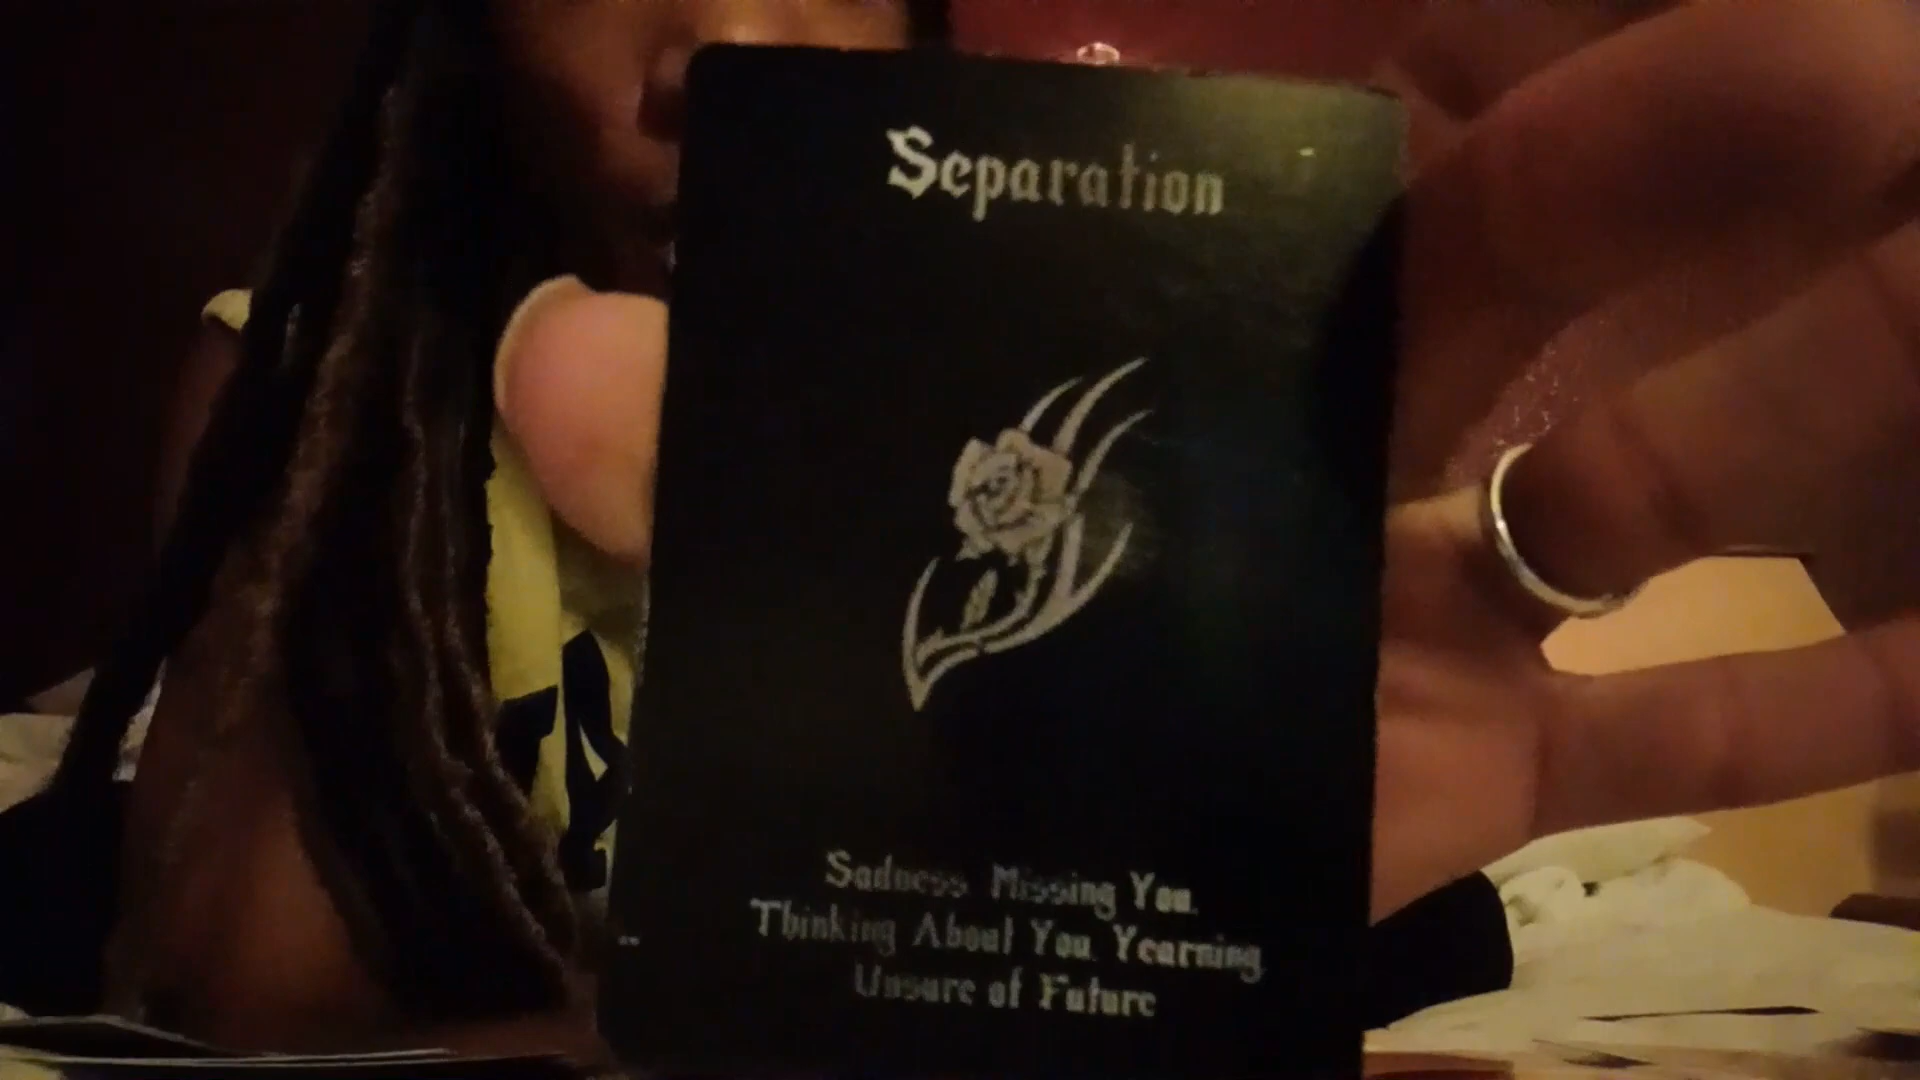 Separation
Sadness. Missing You.
Thinking About You. Yearning
Unsure of Future